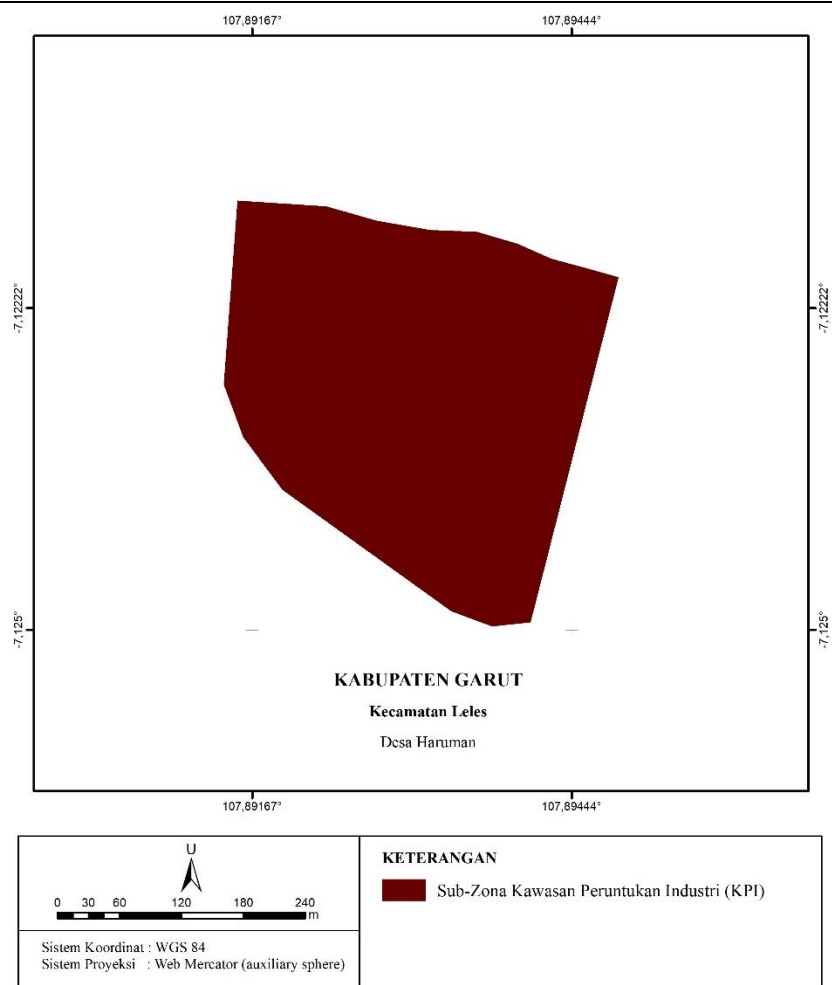 107,89167° 107,89444°
-7,12222° -7,12222°
-7,125° -7,125°
KABUPATEN GARUT
Kecamatan Leles
Desa Haruman
107,89167° 107,89444°
U
0 30 60 120 180 240
m
Sistem Koordinat : WGS 84
Sistem Proyeksi : Web Mercator (auxiliary sphere)
KETERANGAN
Sub-Zona Kawasan Peruntukan Industri (KPI)